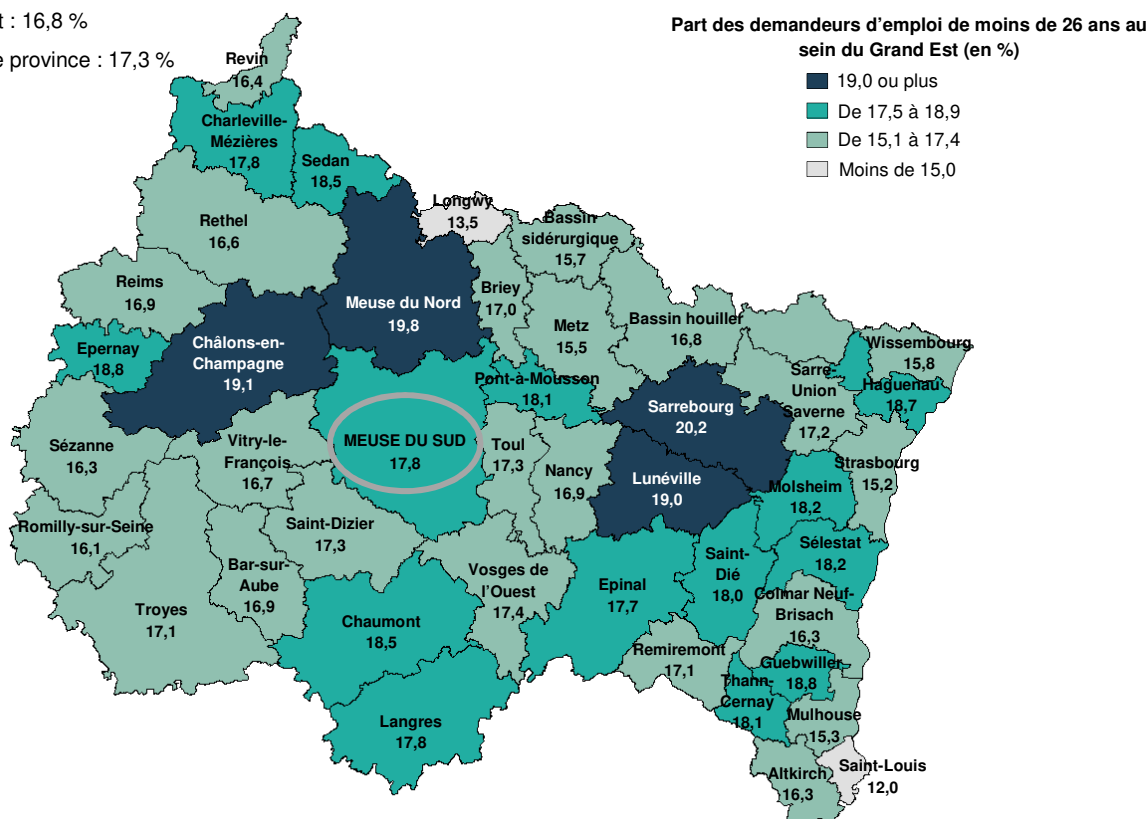 t : 16,8 %
e province : 17,3 %
Part des demandeurs d'emploi de moins de 26 ans au
sein du Grand Est (en %)
19,0 ou plus
De 17,5 à 18,9
De 15,1 à 17,4
Moins de 15,0
Revin
16,4
Charleville-
Mézières
17,8
Sedan
18,5
Longwy
13,5
Rethel
16,6
Bassin
sidérurgique
15,7
Reims
16,9
Briey
17,0
Meuse du Nord
19,8
Metz
15,5
Bassin houiller
16,8
Wissembourg
15,8
Epernay
18,8
Châlons-en-
Champagne
19,1
Pont-à-Mousson
18,1
Sarre-
Union
Saverne
17,2
Haguenau
18,7
Sarrebourg
20,2
Sézanne
16,3
Vitry-le-
François
16,7
MEUSE DU SUD
17,8
Toul
17,3
Nancy
16,9
Lunéville
19,0
Strasbourg
15,2
Molsheim
18,2
Romilly-sur-Seine
16,1
Saint-Dizier
17,3
Sélestat
18,2
Bar-sur-
Aube
16,9
Vosges de
l'Ouest
17,4
Epinal
17,7
Saint-
Dié
18,0
Colmar Neuf-
Brisach
16,3
Troyes
17,1
Chaumont
18,5
Remiremont
17,1
Guebwiller
18,8
Thann-
Cernay
18,1
Langres
17,8
Mulhouse
15,3
Altkirch
16,3
Saint-Louis
12,0